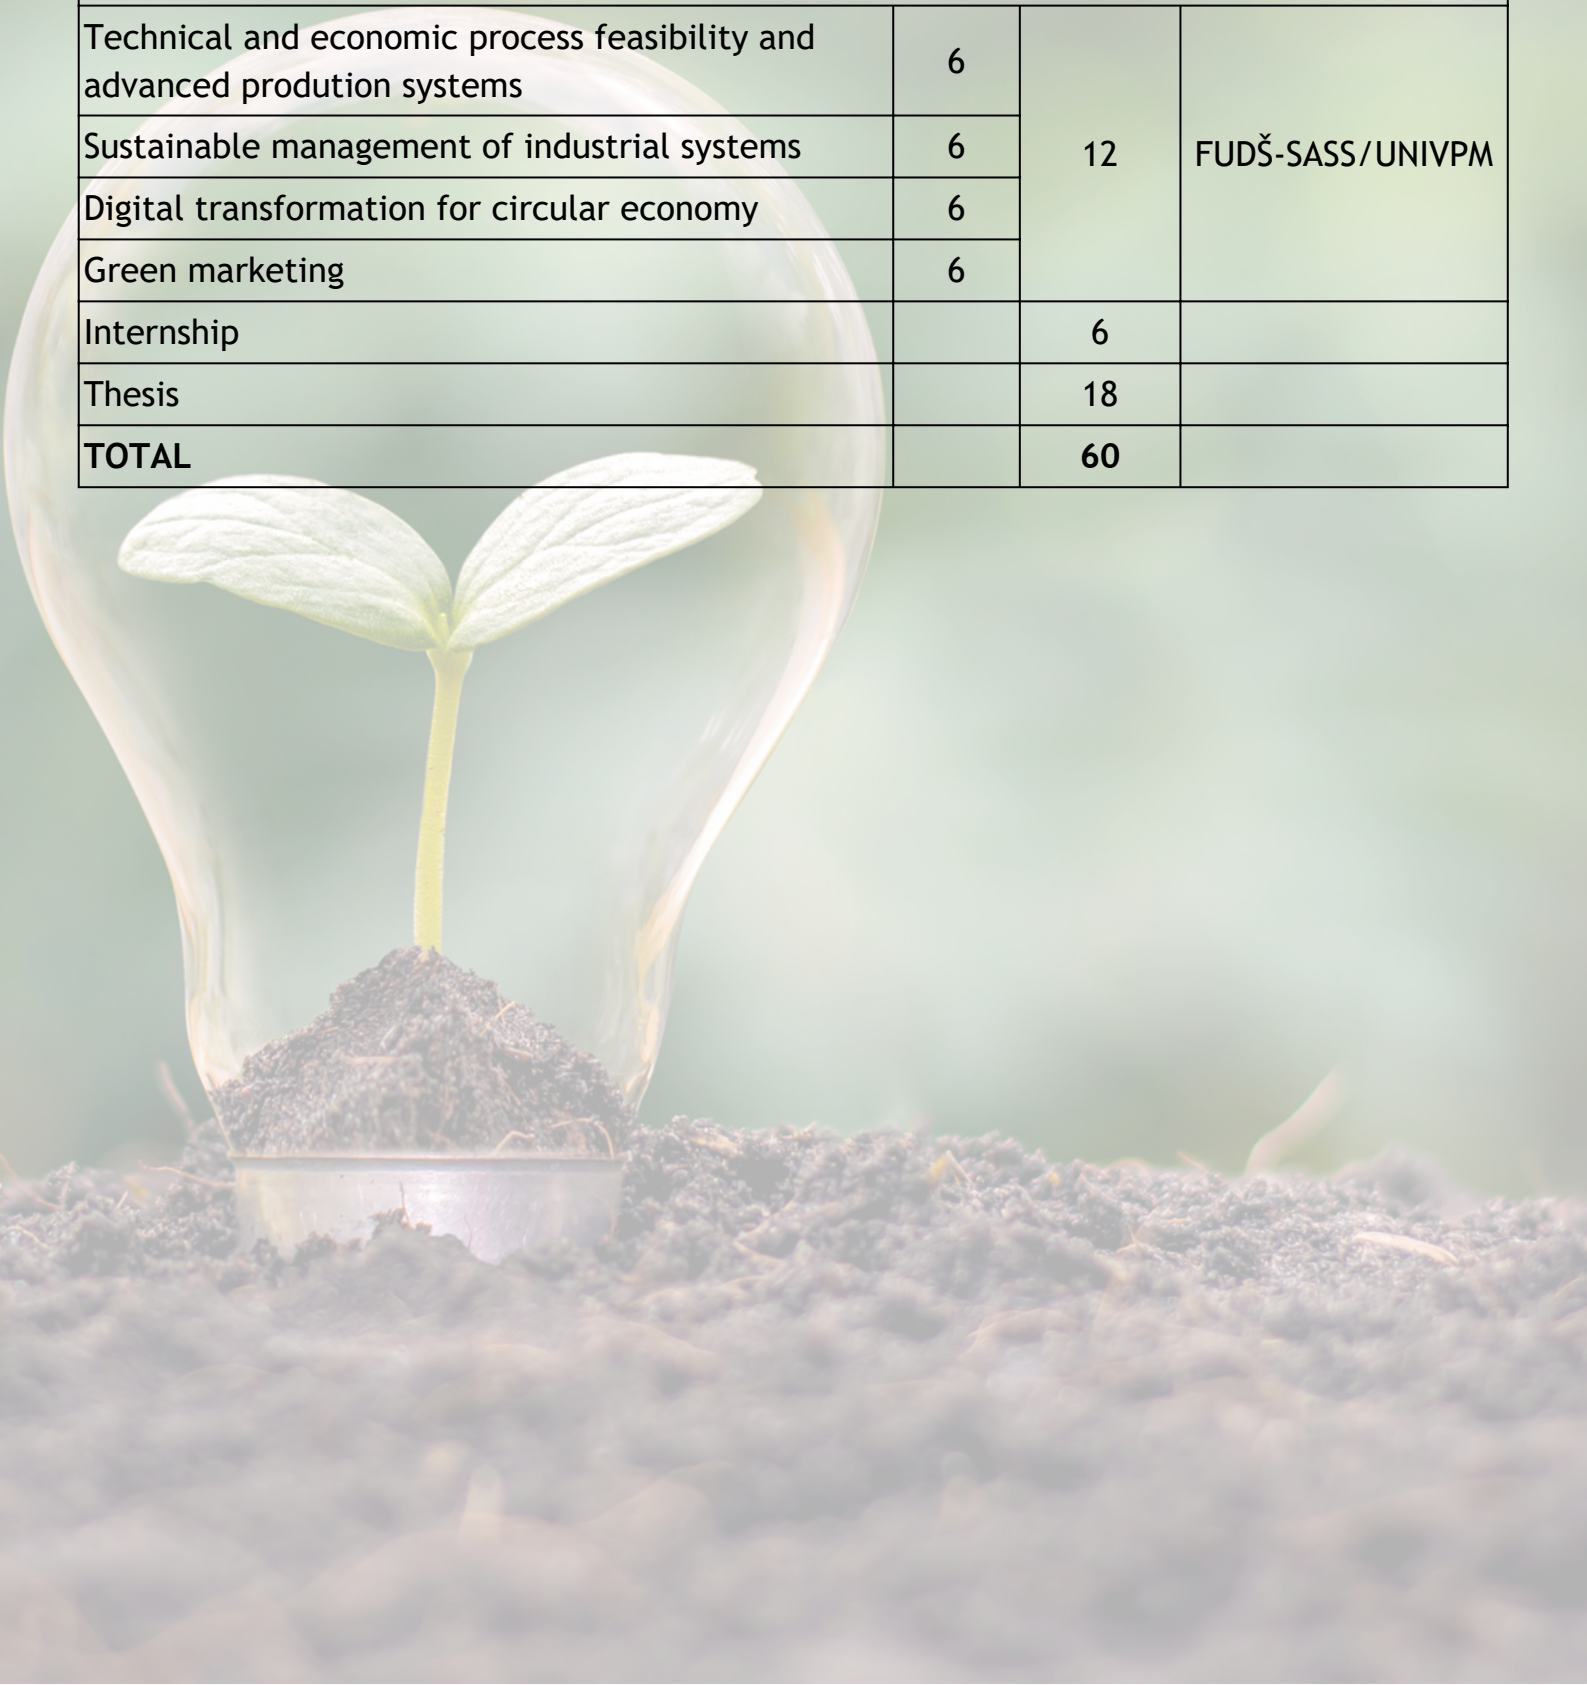 Technical and economic process feasibility and
advanced prodution systems
6
Sustainable management of industrial systems
6
12
FUDŠ-SASS/UNIVPM
Digital transformation for circular economy
6
Green marketing
6
Internship
6
Thesis
18
TOTAL
60